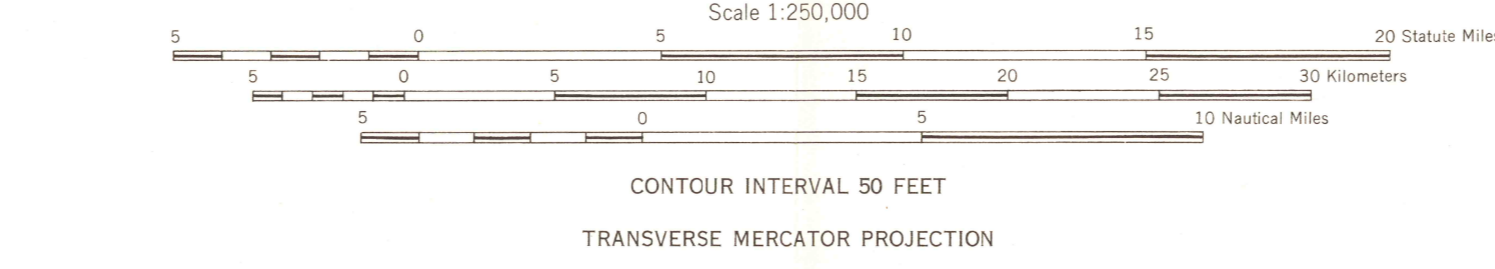 Scale 1:250,000
5 0 5 10 15 20 Statute Miles
5 0 5 10 15 20 25 30 Kilometers
5 0 5 10 Nautical Miles
CONTOUR INTERVAL 50 FEET
TRANSVERSE MERCATOR PROJECTION